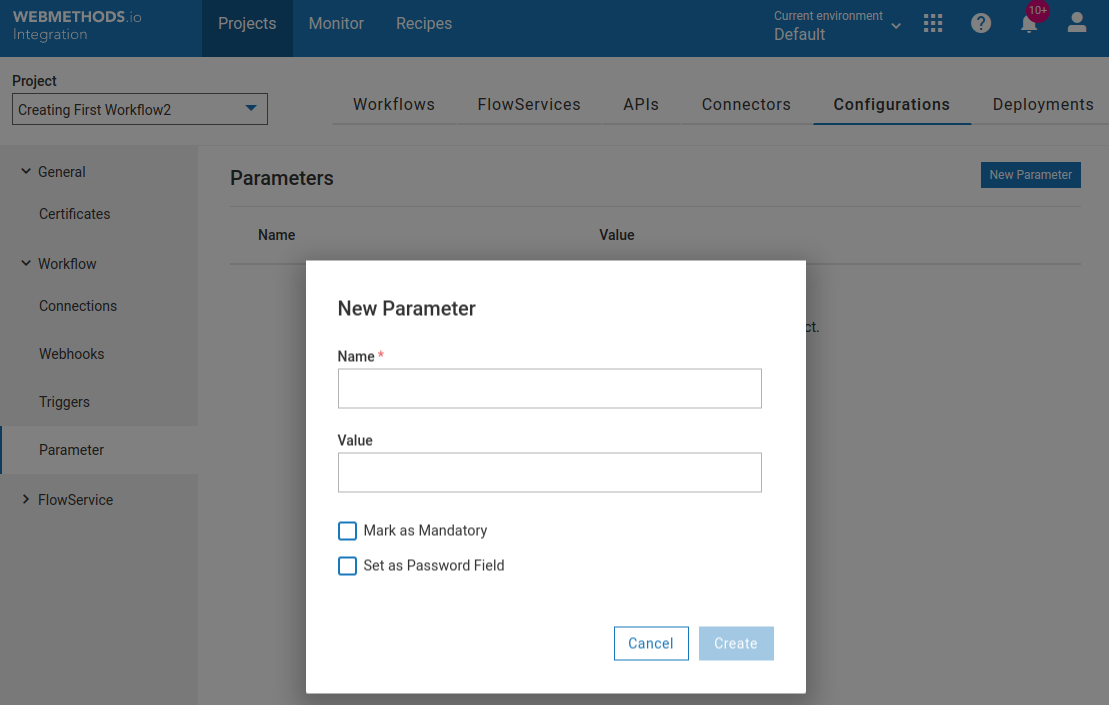 WEBMETHODS.io
Integration
Projects
Monitor
Recipes
Current environment
Default
?
10+
Project
Creating First Workflow2
Workflows
FlowServices
APIs
Connectors
Configurations
Deployments
General
Certificates
Workflow
Connections
Webhooks
Triggers
Parameter
FlowService
Parameters
New Parameter
Name
Value
ct.
New Parameter
Name *
Value
Mark as Mandatory
Set as Password Field
Cancel
Create